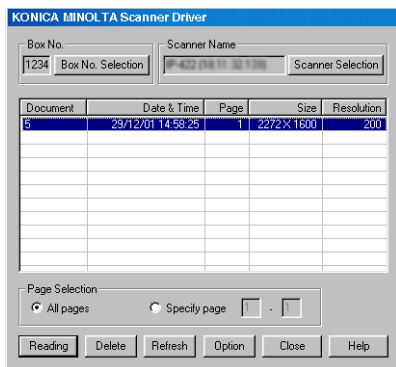 KONICA MINOLTA Scanner Driver
Box No.
Scanner Name
1234 Box No. Selection
Scanner Selection
Document Date & Time Page Size Resolution
5 29/12/01 14:58:25 1 2272×1600 200
Page Selection
All pages Specify page 1 . 1
Reading Delete Refresh Option Close Help